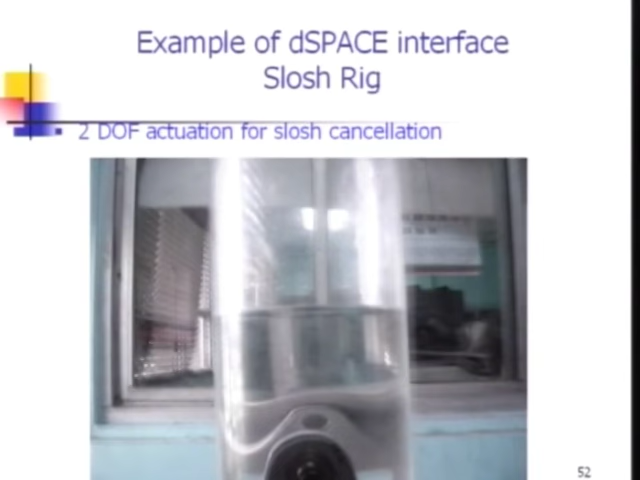 Example of dSPACE interface
Slosh Rig
2 DOF actuation for slosh cancellation
52